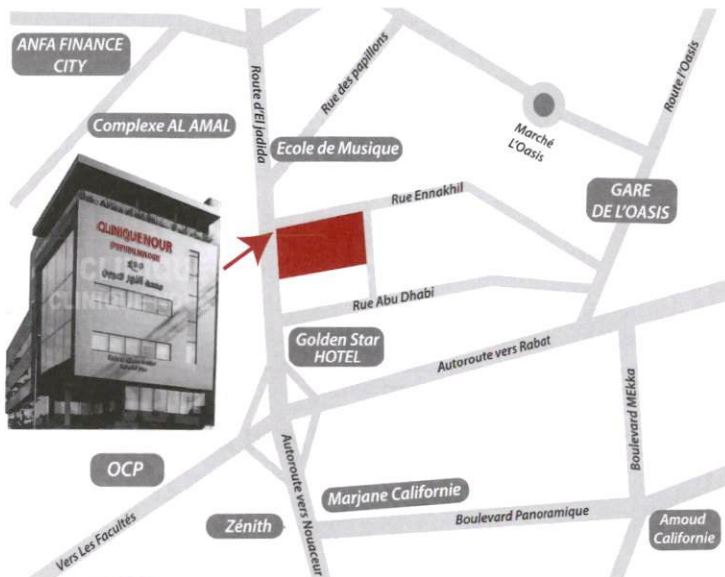 ANFA FINANCE
CITY
Route d'El jadida
Rue des papillons
Route l'Oasis
Complexe AL AMAL
Ecole de Musique
Marché
L'Oasis
Rue Ennakhil
GARE
DE L'OASIS
CLINIQUE NOUR
CLINIQUE
CLINIQUE
Rue Abu Dhabi
Golden Star
HOTEL
Autoroute vers Rabat
Boulevard MEkka
OCP
Autoroute vers Nouaceur
Marjane Californie
Zénith
Boulevard Panoramique
Amoud
Californie
Vers Les Facultés